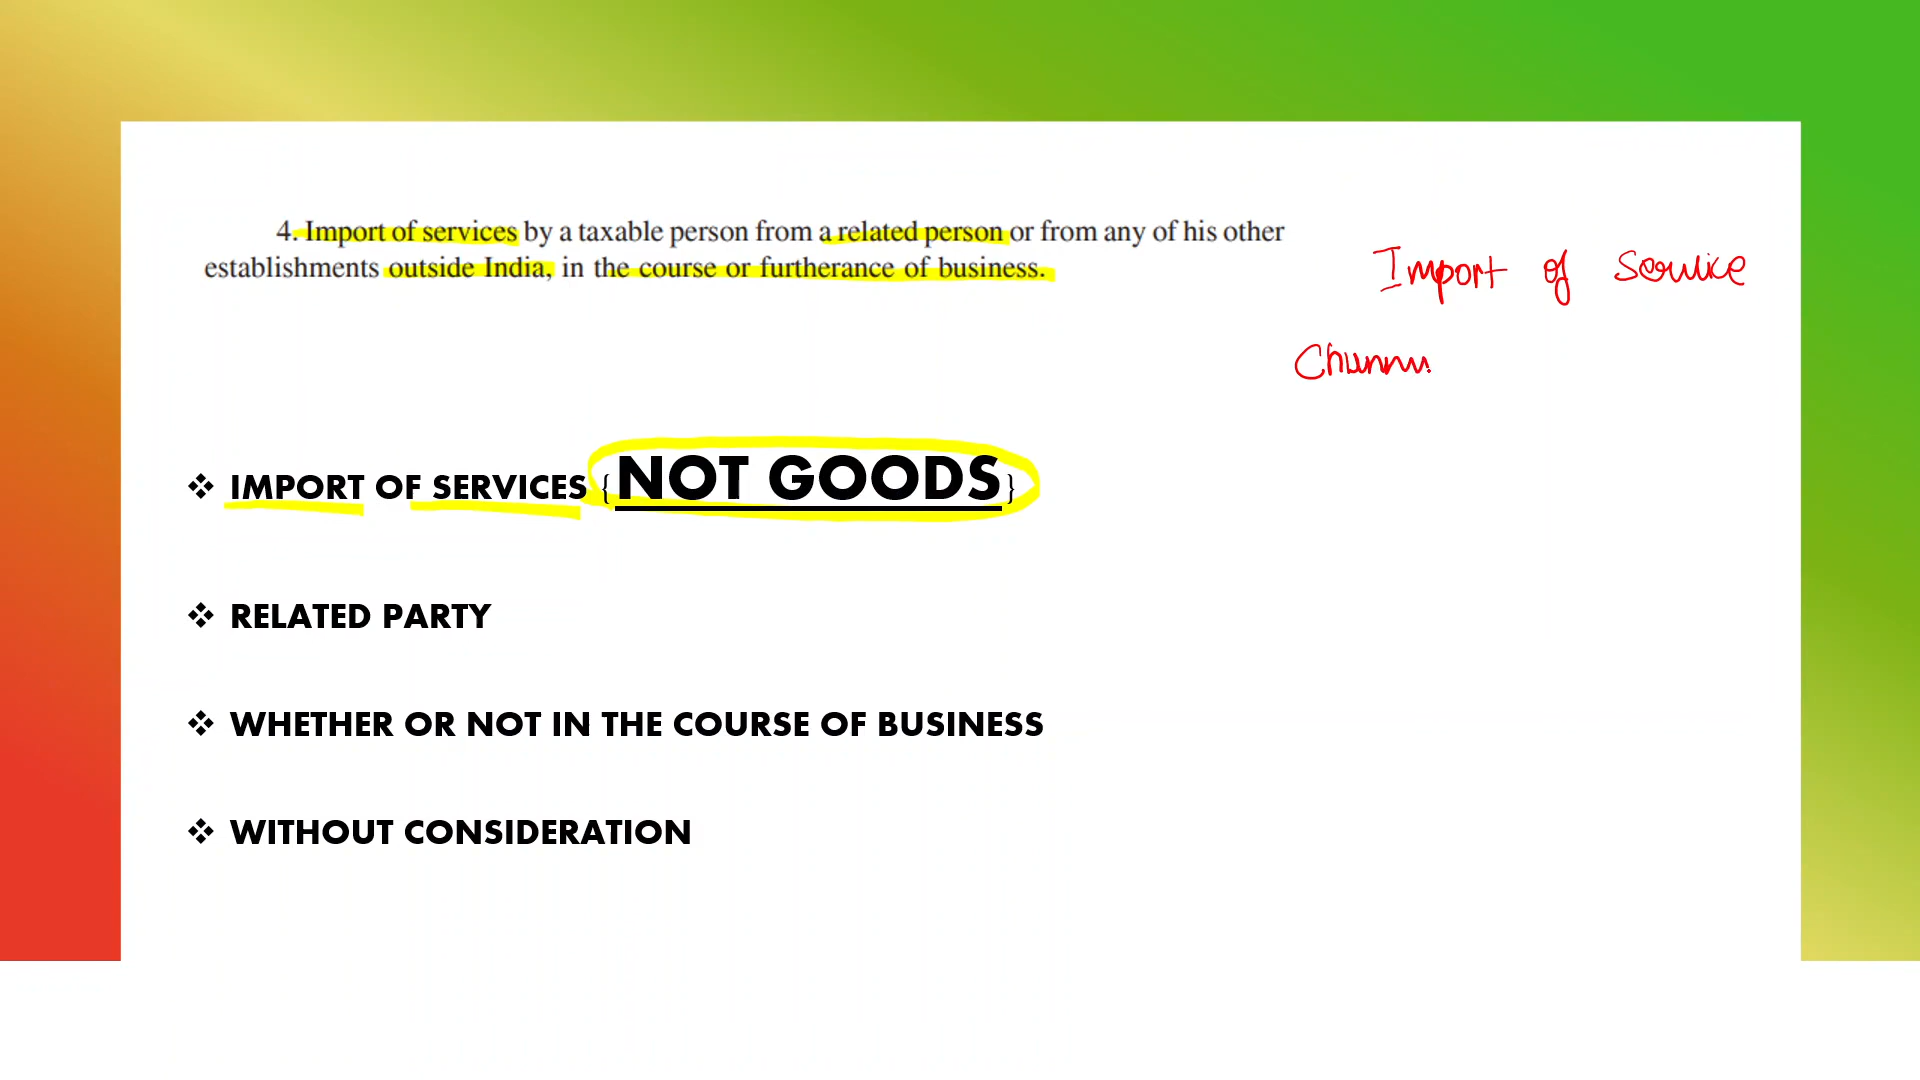 4. Import of services by a taxable person from a related person or from any of his other
establishments outside India, in the course or furtherance of business.
Import of Service
❖ IMPORT OF SERVICES {NOT GOODS}
❖ RELATED PARTY
❖ WHETHER OR NOT IN THE COURSE OF BUSINESS
❖ WITHOUT CONSIDERATION